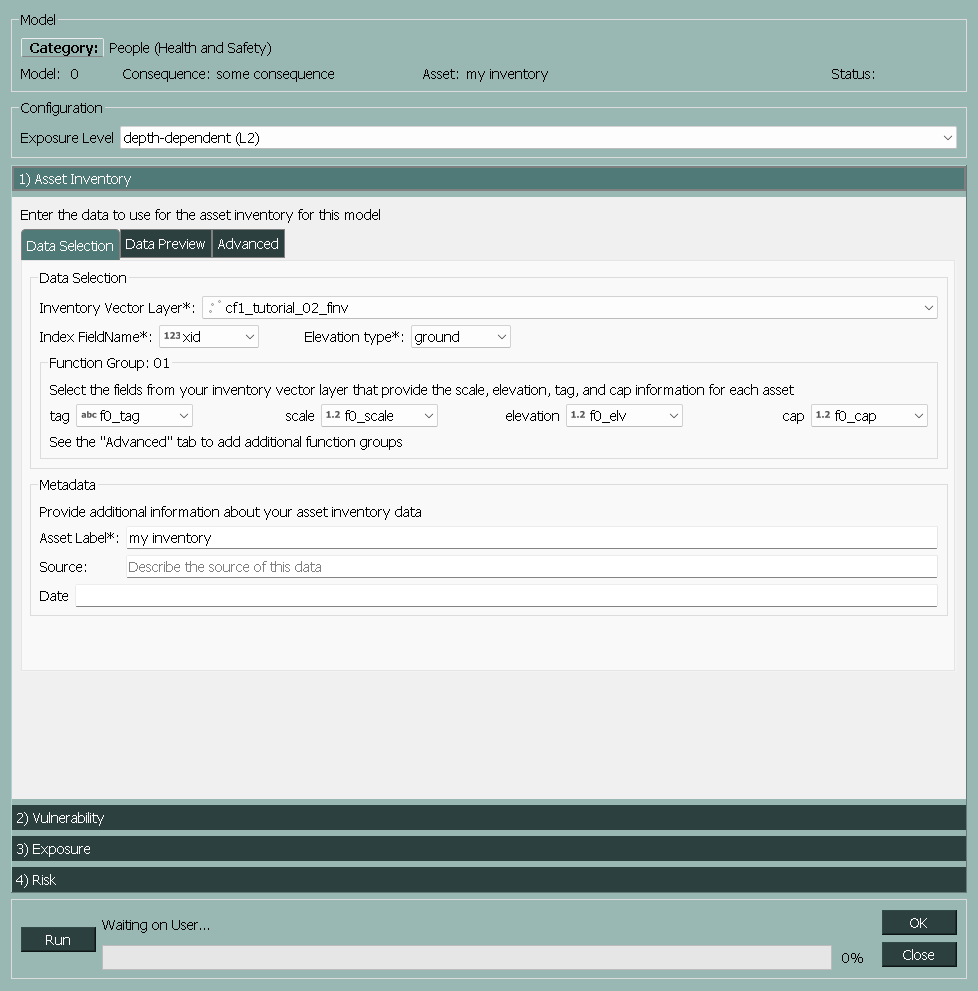 Model
Category: People (Health and Safety)
Model: 0 Consequence: some consequence Asset: my inventory Status:
Configuration
Exposure Level depth-dependent (L2)
1) Asset Inventory
Enter the data to use for the asset inventory for this model
Data Selection Data Preview Advanced
Data Selection
Inventory Vector Layer*: cf1_tutorial_02_finv
Index FieldName*: 123 xid Elevation type*: ground
Function Group: 01
Select the fields from your inventory vector layer that provide the scale, elevation, tag, and cap information for each asset
tag abc f0_tag scale 1.2 f0_scale elevation 1.2 f0_elv cap 1.2 f0_cap
See the "Advanced" tab to add additional function groups
Metadata
Provide additional information about your asset inventory data
Asset Label*: my inventory
Source: Describe the source of this data
Date
2) Vulnerability
3) Exposure
4) Risk
Waiting on User...
OK
Run
0%
Close